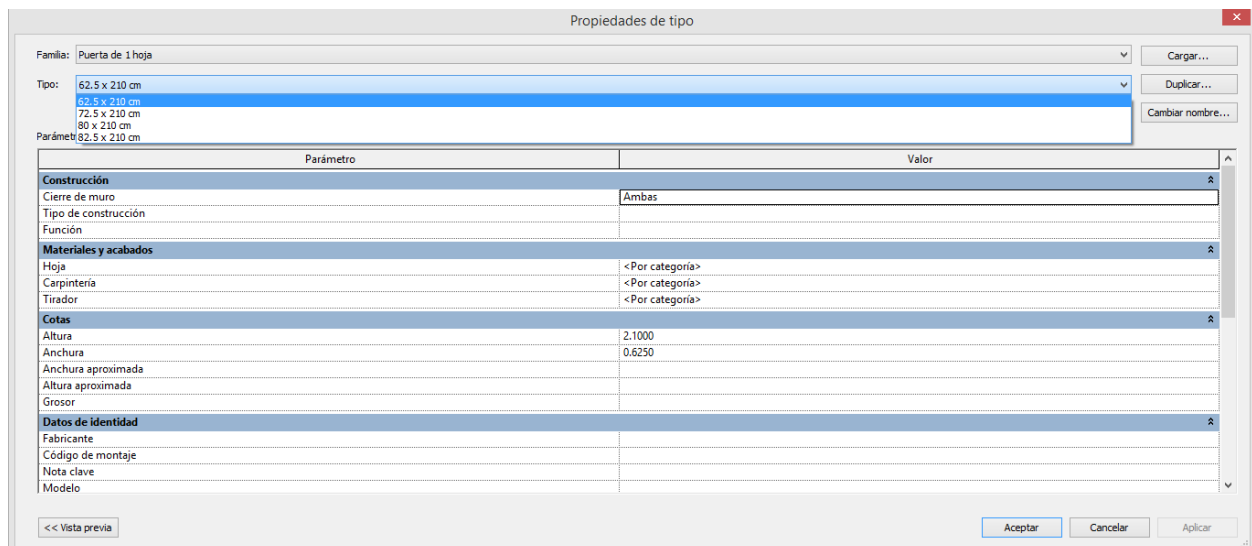 Propiedades de tipo
Familia: Puerta de 1 hoja Cargar...
Tipo: 62.5 x 210 cm Duplicar...
62.5 x 210 cm
72.5 x 210 cm Cambiar nombre...
80 x 210 cm
Parámet 82.5 x 210 cm
Parámetro Valor
Construcción
Cierre de muro Ambas
Tipo de construcción
Función
Materiales y acabados
Hoja <Por categoría>
Carpintería <Por categoría>
Tirador <Por categoría>
Cotas
Altura 2.1000
Anchura 0.6250
Anchura aproximada
Altura aproximada
Grosor
Datos de identidad
Fabricante
Código de montaje
Nota clave
Modelo
<< Vista previa Aceptar Cancelar Aplicar